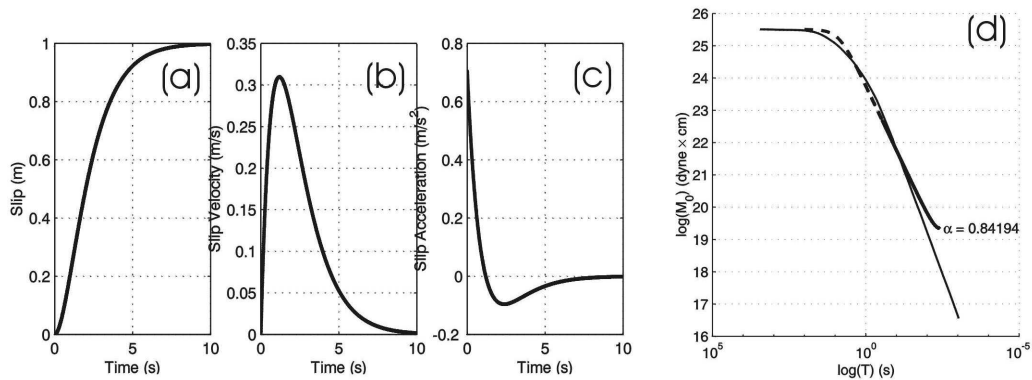 (a)
1
0.8
0.6
0.4
0.2
0
0 5 10
Slip (m)
Time (s)
(b)
0.35
0.3
0.25
0.2
0.15
0.1
0.05
0
0 5 10
Slip Velocity (m/s)
Time (s)
(c)
0.8
0.6
0.4
0.2
0
-0.2
0 5 10
Slip Acceleration (m/s²)
Time (s)
(d)
26
25
24
23
22
21
20
19
18
17
16
10⁵ 10⁰ 10⁻⁵
log(M₀) (dyne × cm)
log(T) (s)
α = 0.84194